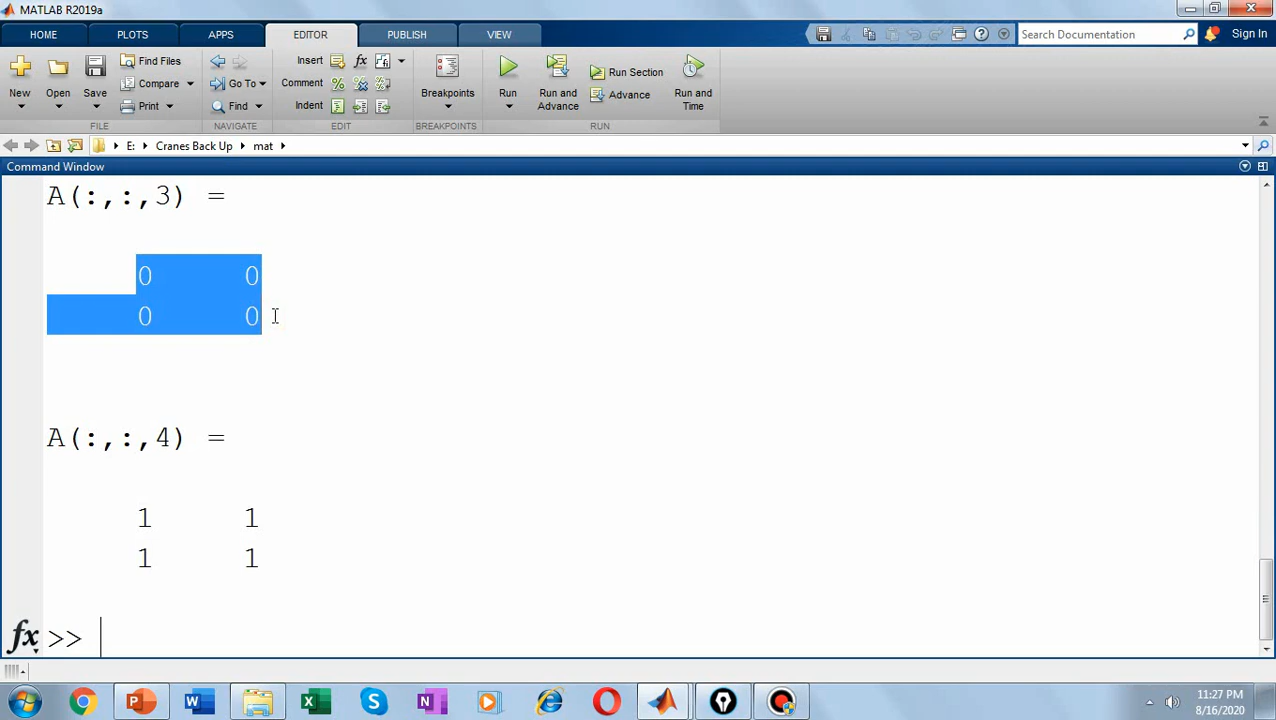 MATLAB R2019a
HOME PLOTS APPS EDITOR PUBLISH VIEW Search Documentation Sign In
New Open Save Find Files Compare Print Go To Find Insert fx Comment Indent Breakpoints Run Run and Advance Run Section Advance Run and Time
FILE NAVIGATE EDIT BREAKPOINTS RUN
E: Cranes Back Up mat
Command Window
A(:,:,3) =
0 0
0 0
A(:,:,4) =
1 1
1 1
fx >>
11:27 PM
8/16/2020